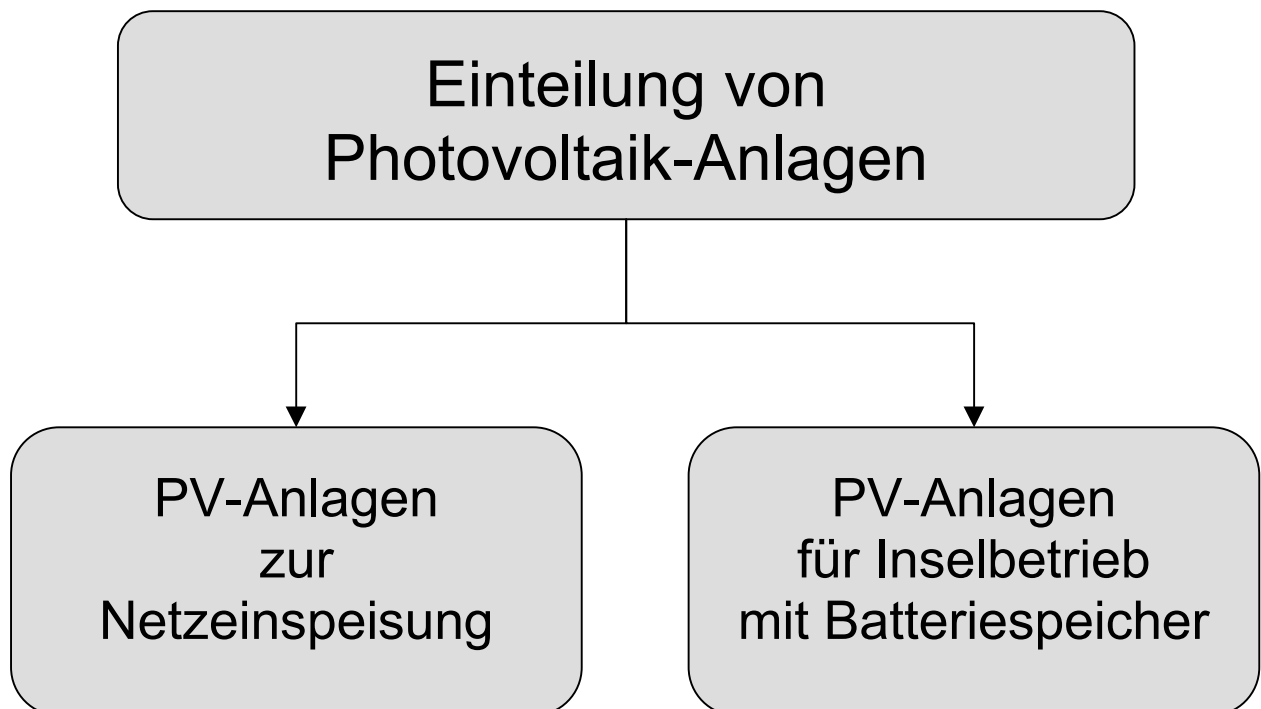 Einteilung von
Photovoltaik-Anlagen
PV-Anlagen
zur
Netzeinspeisung
PV-Anlagen
für Inselbetrieb
mit Batteriespeicher